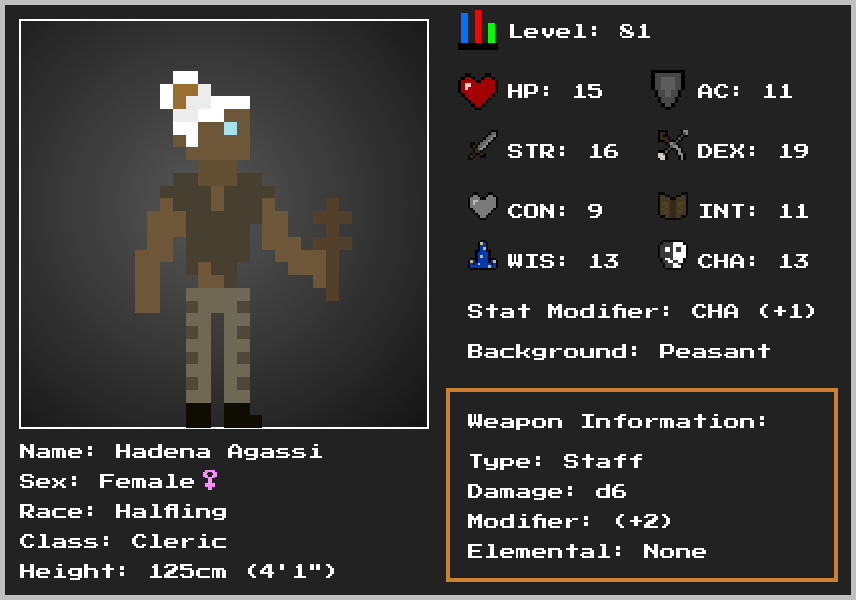 Level: 81
HP: 15
AC: 11
STR: 16
DEX: 19
CON: 9
INT: 11
WIS: 13
CHA: 13
Stat Modifier: CHA (+1)
Background: Peasant
Weapon Information:
Type: Staff
Damage: d6
Modifier: (+2)
Elemental: None
Name: Hadena Agassi
Sex: Female♀
Race: Halfling
Class: Cleric
Height: 125cm (4'1")